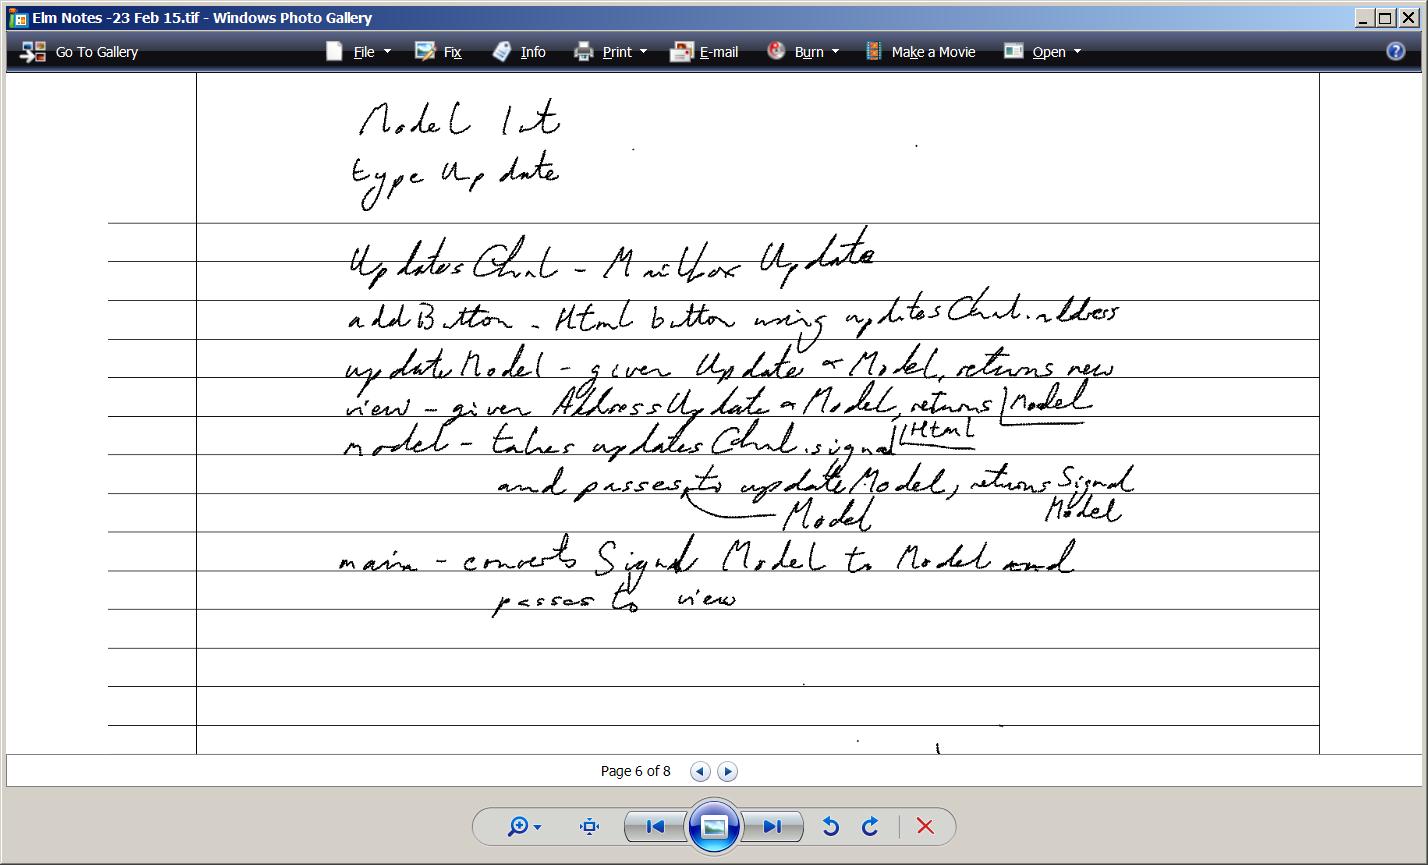 Elm Notes -23 Feb 15.tif - Windows Photo Gallery
Go To Gallery File Fix Info Print E-mail Burn Make a Movie Open
Model Int
type Update
UpdatesChnl - Mailbox Update
addButton - Html button using updatesChnl.address
updateModel - given Update & Model, returns new
view - given Address Update & Model, returns Model
model - takes updatesChnl.signal Html
and passes to updateModel, returns Signal
Model Model
main - converts Signal Model to Model and
passes to view
Page 6 of 8